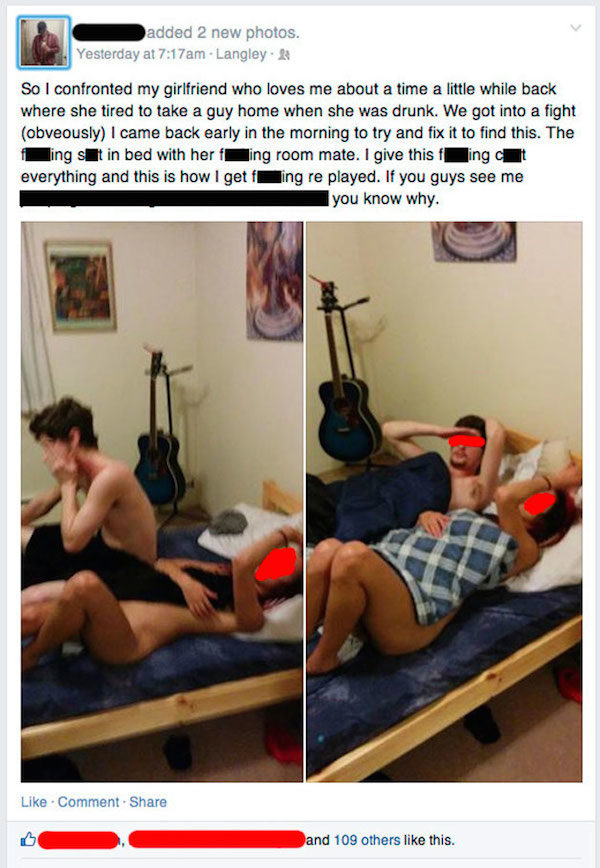 added 2 new photos.
Yesterday at 7:17am · Langley ·
So I confronted my girlfriend who loves me about a time a little while back
where she tired to take a guy home when she was drunk. We got into a fight
(obveously) I came back early in the morning to try and fix it to find this. The
f ing s t in bed with her f ing room mate. I give this f ing c t
everything and this is how I get f ing re played. If you guys see me
you know why.
Like · Comment · Share
, and 109 others like this.